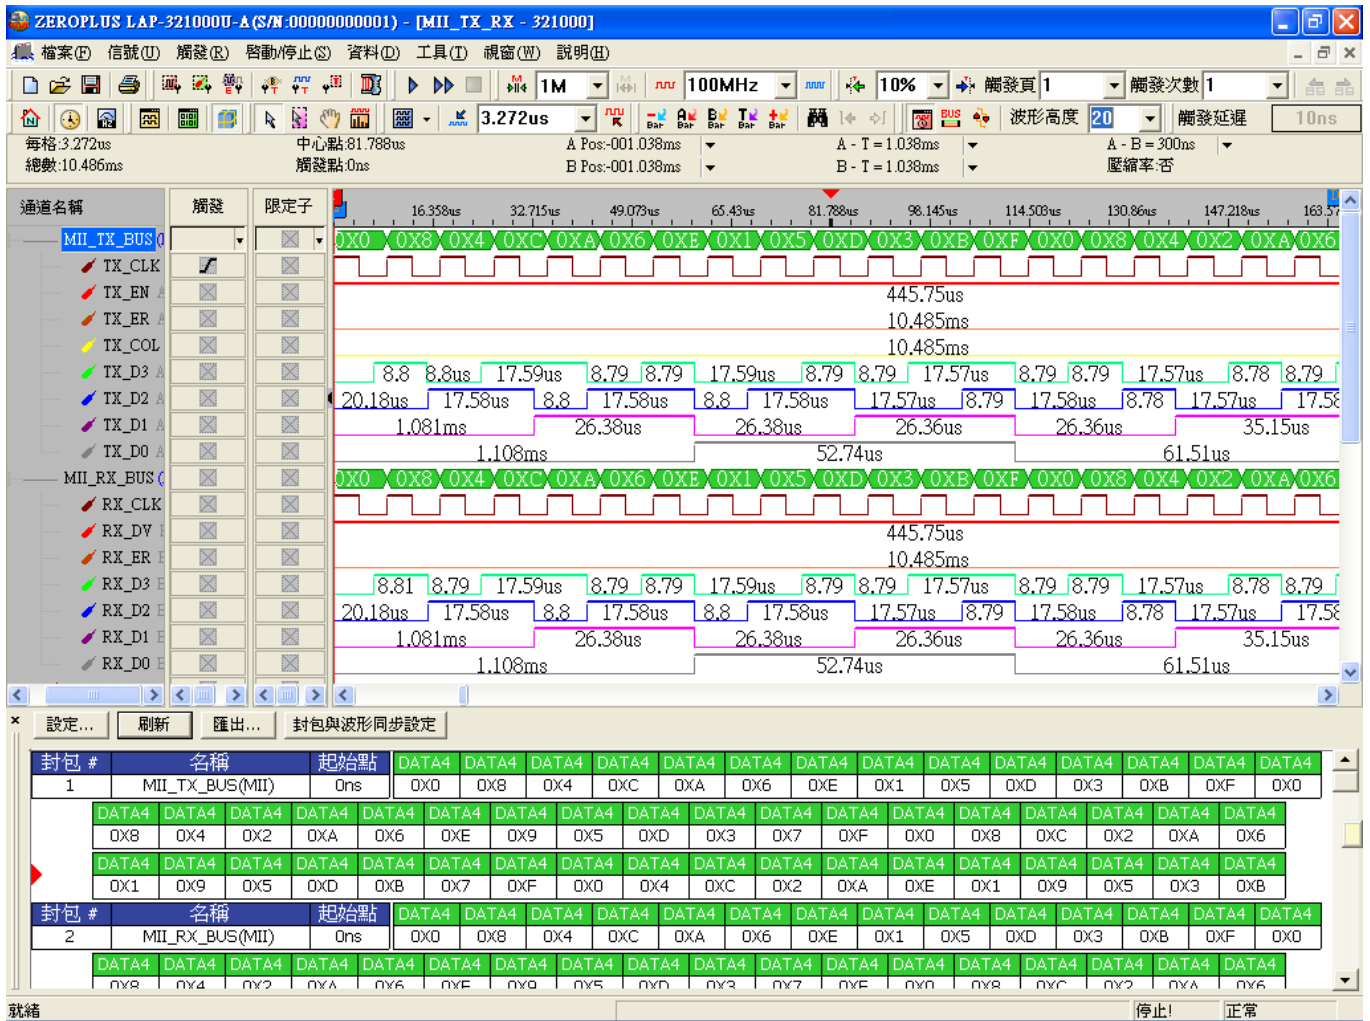 ZEROPLUS LAP-321000U-A(S/N:00000000001) - [MII_TX_RX - 321000]
檔案(F) 信號(U) 觸發(R) 啓動/停止(S) 資料(D) 工具(T) 視窗(W) 說明(H)
1M 100MHz 10% 觸發頁 1 觸發次數 1
3.272us 波形高度 20 觸發延遲 10ns
每格:3.272us 中心點:81.788us A Pos:-001.038ms A - T = 1.038ms A - B = 300ns
總數:10.486ms 觸發點:0ns B Pos:-001.038ms B - T = 1.038ms 壓縮率:否
通道名稱 觸發 限定子 16.358us 32.715us 49.073us 65.43us 81.788us 98.145us 114.503us 130.86us 147.218us 163.57
MII_TX_BUS 0X0 0X8 0X4 0XC 0XA 0X6 0XE 0X1 0X5 0XD 0X3 0XB 0XF 0X0 0X8 0X4 0X2 0XA 0X6
TX_CLK
TX_EN A 445.75us
TX_ER A 10.485ms
TX_COL 10.485ms
TX_D3 A 8.8 8.8us 17.59us 8.79 8.79 17.59us 8.79 8.79 17.57us 8.79 8.79 17.57us 8.78 8.79
TX_D2 A 20.18us 17.58us 8.8 17.58us 8.8 17.58us 17.57us 8.79 17.58us 8.78 17.57us 17.58
TX_D1 A 1.081ms 26.38us 26.38us 26.36us 26.36us 35.15us
TX_D0 A 1.108ms 52.74us 61.51us
MII_RX_BUS 0X0 0X8 0X4 0XC 0XA 0X6 0XE 0X1 0X5 0XD 0X3 0XB 0XF 0X0 0X8 0X4 0X2 0XA 0X6
RX_CLK
RX_DV 445.75us
RX_ER E 10.485ms
RX_D3 E 8.81 8.79 17.59us 8.79 8.79 17.59us 8.79 8.79 17.57us 8.79 8.79 17.57us 8.78 8.79
RX_D2 E 20.18us 17.58us 8.8 17.58us 8.8 17.58us 17.57us 8.79 17.58us 8.78 17.57us 17.58
RX_D1 E 1.081ms 26.38us 26.38us 26.36us 26.36us 35.15us
RX_D0 E 1.108ms 52.74us 61.51us
設定... 刷新 匯出... 封包與波形同步設定
封包 # 名稱 起始點 DATA4 DATA4 DATA4 DATA4 DATA4 DATA4 DATA4 DATA4 DATA4 DATA4 DATA4 DATA4 DATA4 DATA4
1 MII_TX_BUS(MII) 0ns 0X0 0X8 0X4 0XC 0XA 0X6 0XE 0X1 0X5 0XD 0X3 0XB 0XF 0X0
DATA4 DATA4 DATA4 DATA4 DATA4 DATA4 DATA4 DATA4 DATA4 DATA4 DATA4 DATA4 DATA4 DATA4 DATA4 DATA4 DATA4 DATA4
0X8 0X4 0X2 0XA 0X6 0XE 0X9 0X5 0XD 0X3 0X7 0XF 0X0 0X8 0XC 0X2 0XA 0X6
DATA4 DATA4 DATA4 DATA4 DATA4 DATA4 DATA4 DATA4 DATA4 DATA4 DATA4 DATA4 DATA4 DATA4 DATA4 DATA4 DATA4 DATA4
0X1 0X9 0X5 0XD 0XB 0X7 0XF 0X0 0X4 0XC 0X2 0XA 0XE 0X1 0X9 0X5 0X3 0XB
封包 # 名稱 起始點 DATA4 DATA4 DATA4 DATA4 DATA4 DATA4 DATA4 DATA4 DATA4 DATA4 DATA4 DATA4 DATA4 DATA4
2 MII_RX_BUS(MII) 0ns 0X0 0X8 0X4 0XC 0XA 0X6 0XE 0X1 0X5 0XD 0X3 0XB 0XF 0X0
DATA4 DATA4 DATA4 DATA4 DATA4 DATA4 DATA4 DATA4 DATA4 DATA4 DATA4 DATA4 DATA4 DATA4 DATA4 DATA4 DATA4 DATA4
0X8 0X4 0X2 0XA 0X6 0XE 0X9 0X5 0XD 0X3 0X7 0XF 0X0 0X8 0XC 0X2 0XA 0X6
就緒 停止! 正常